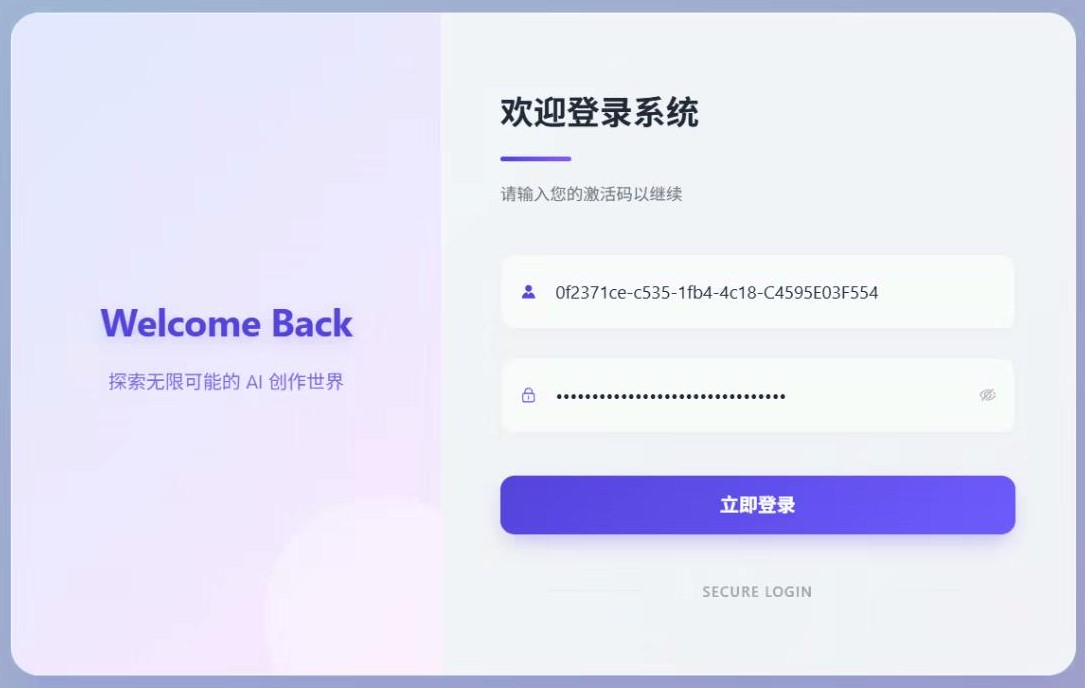 Welcome Back
探索无限可能的 AI 创作世界
欢迎登录系统
请输入您的激活码以继续
0f2371ce-c535-1fb4-4c18-C4595E03F554
••••••••••••••••••••••••••••••••
立即登录
SECURE LOGIN